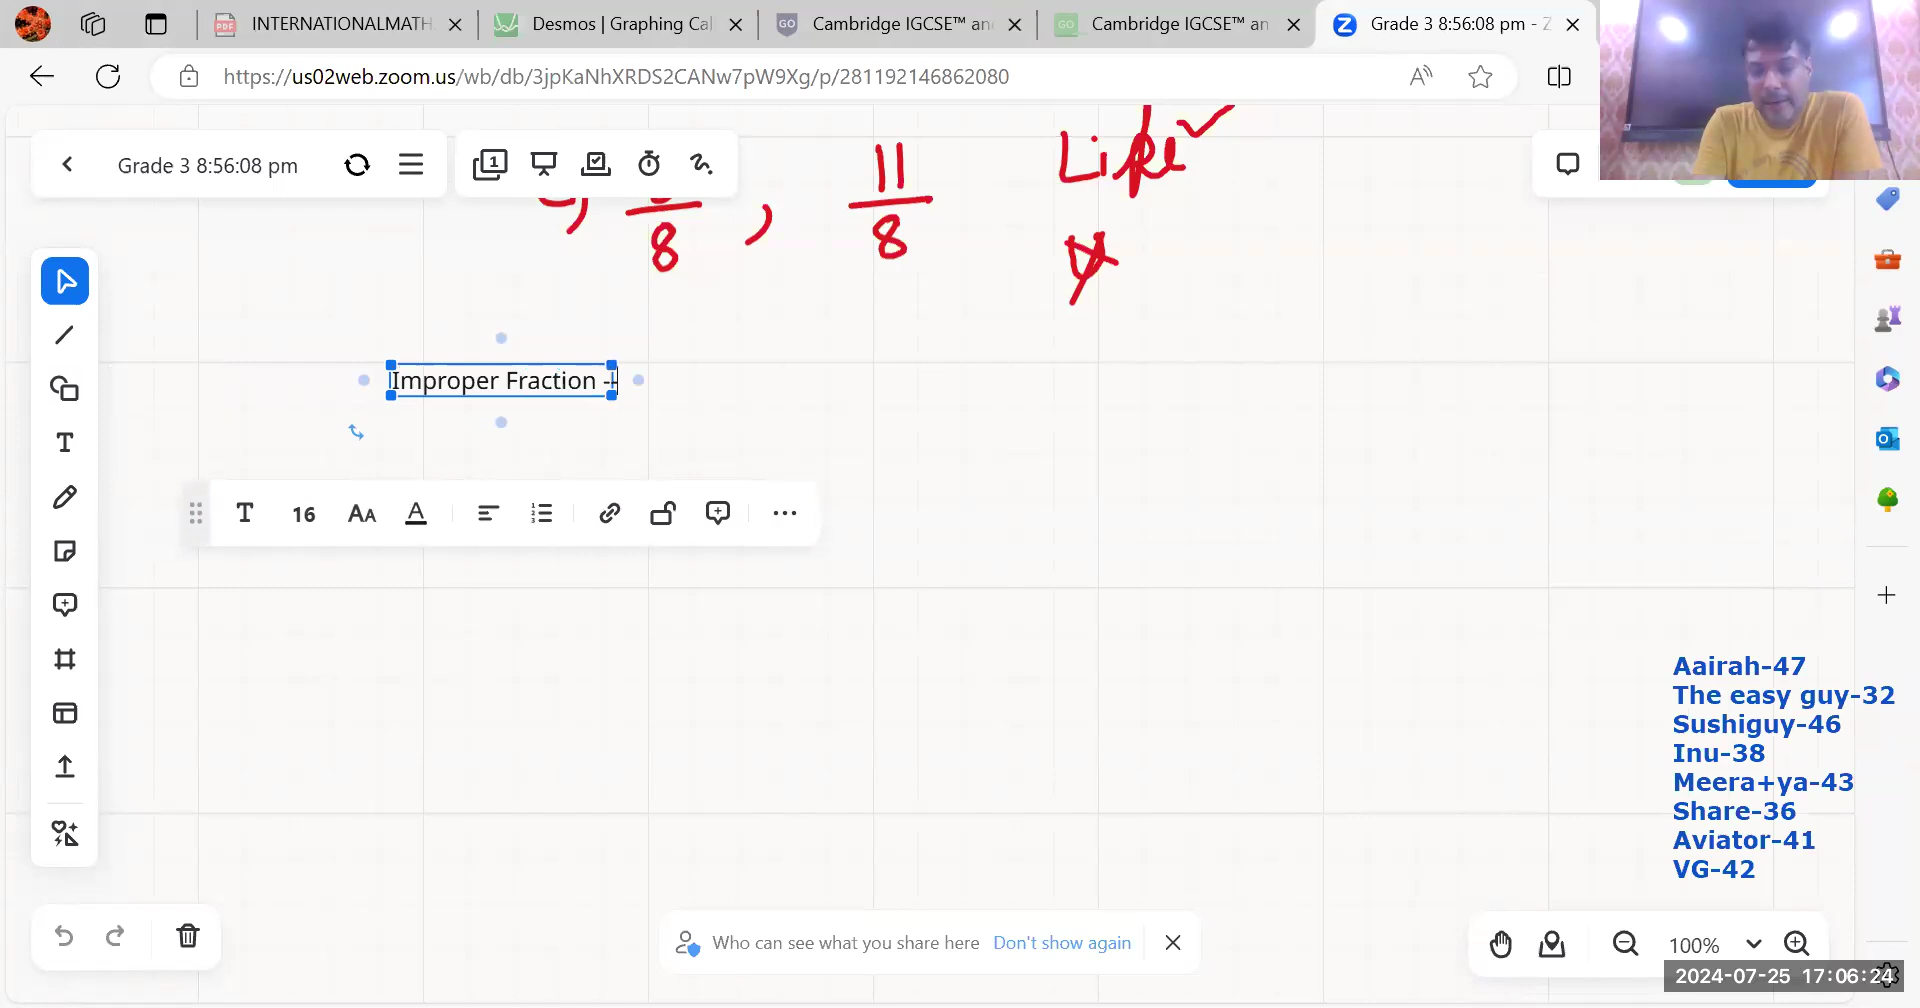 INTERNATIONALMATH
Desmos | Graphing Cal
Cambridge IGCSE™ an
Cambridge IGCSE™ an
Grade 3 8:56:08 pm - Z
https://us02web.zoom.us/wb/db/3jpKaNhXRDS2CANw7pW9Xg/p/281192146862080
Grade 3 8:56:08 pm
1
, 8 , 11/8
Like ✓
Improper Fraction -
T 16 AA A
Aairah-47
The easy guy-32
Sushiguy-46
Inu-38
Meera+ya-43
Share-36
Aviator-41
VG-42
Who can see what you share here Don't show again
100%
2024-07-25 17:06:24